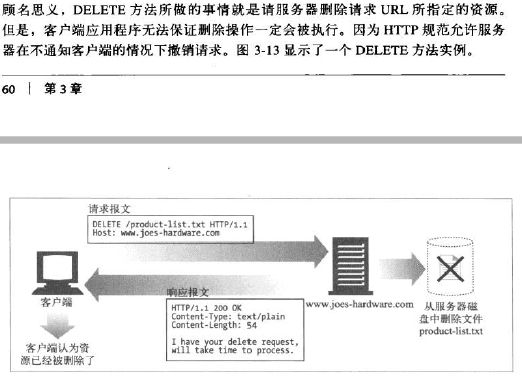 顾名思义，DELETE 方法所做的事情就是请服务器删除请求 URL 所指定的资源。
但是，客户端应用程序无法保证删除操作一定会被执行。因为 HTTP 规范允许服务
器在不通知客户端的情况下撤销请求。图 3-13 显示了一个 DELETE 方法实例。
60 | 第 3 章
请求报文
DELETE /product-list.txt HTTP/1.1
Host: www.joes-hardware.com
客户端
响应报文
HTTP/1.1 200 OK
Content-Type: text/plain
Content-Length: 54
I have your delete request,
will take time to process.
www.joes-hardware.com
从服务器磁
盘中删除文件
product-list.txt
客户端认为资
源已经被删除了